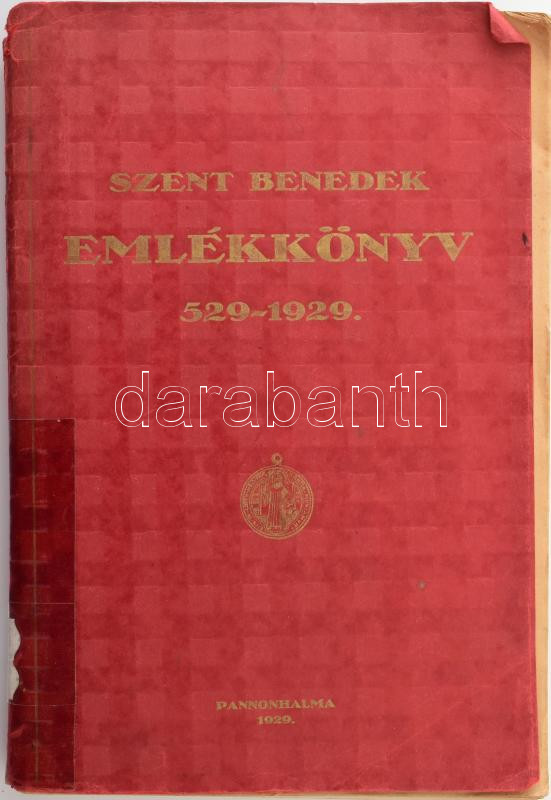 SZENT BENEDEK
EMLÉKKÖNYV
529-1929.
darabanth
PANNONHALMA
1929.